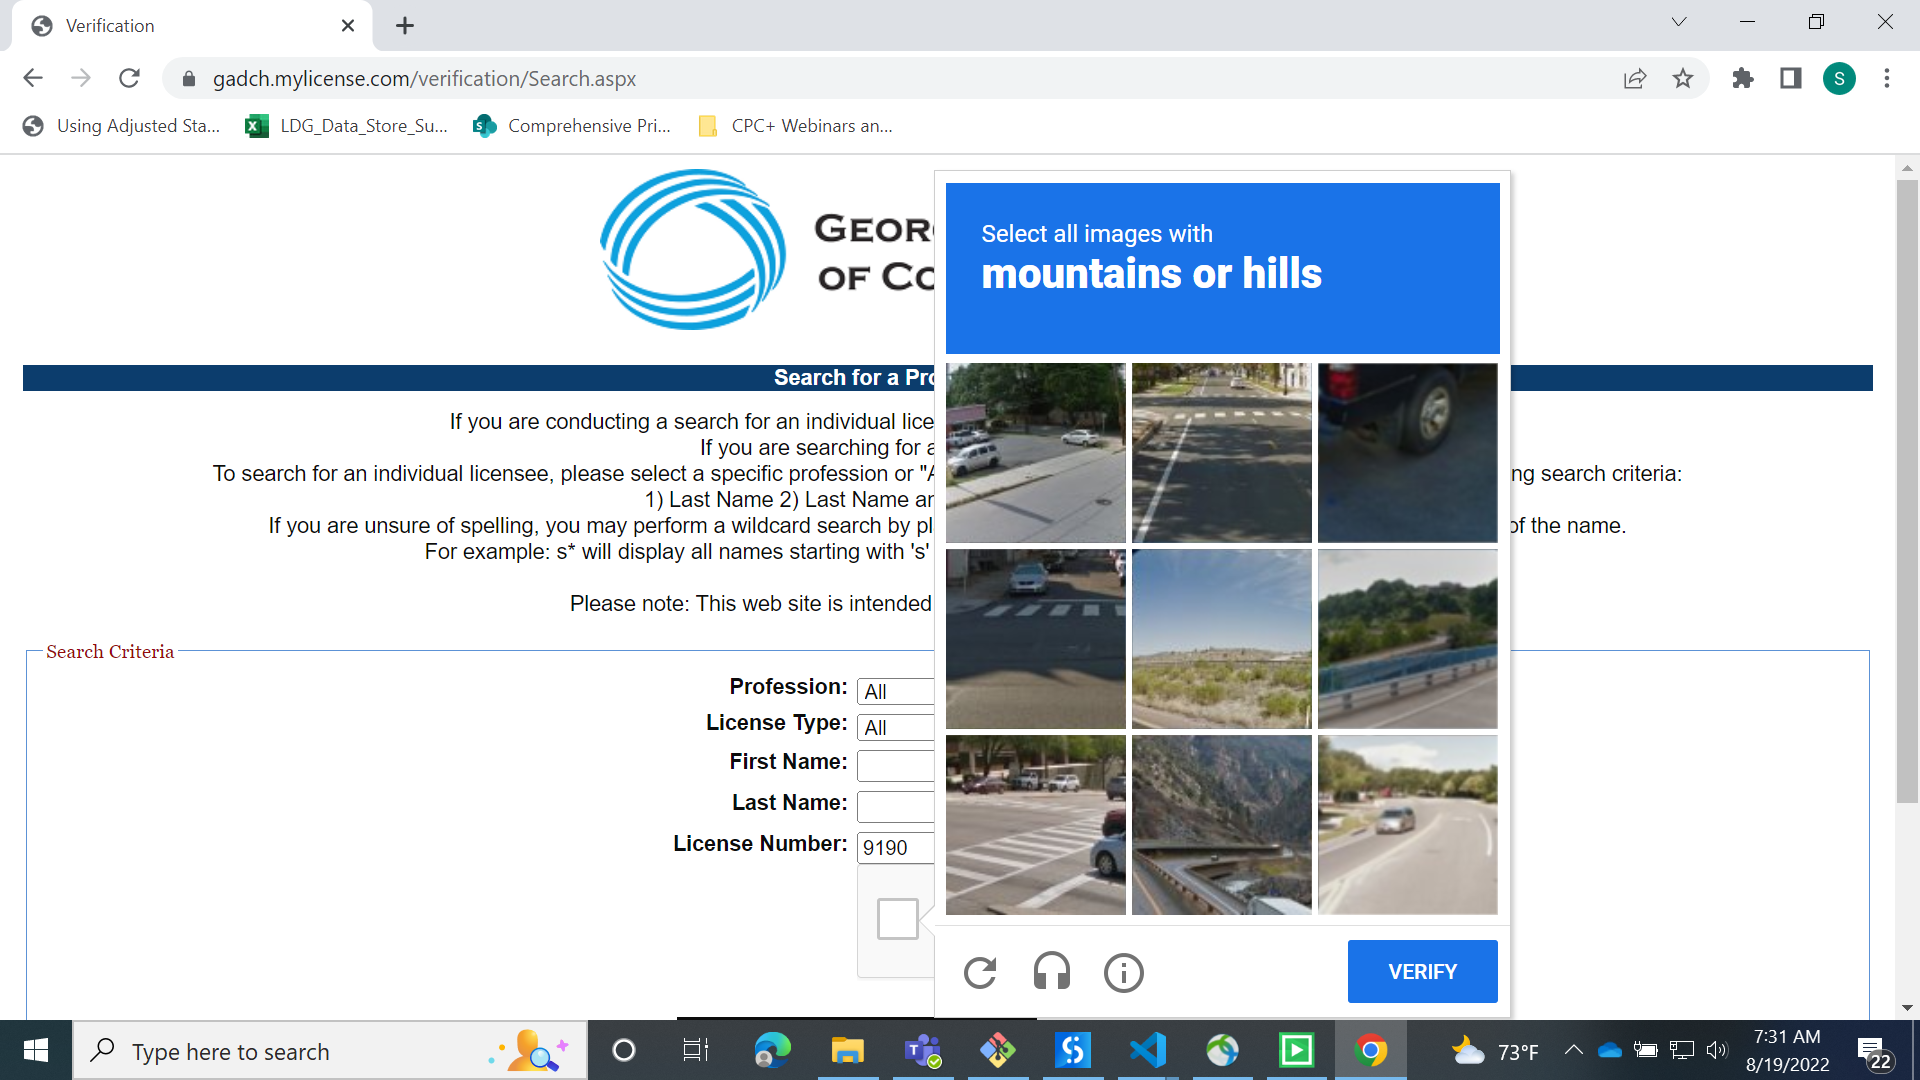 Verification
gadch.mylicense.com/verification/Search.aspx
S
Using Adjusted Sta...
LDG_Data_Store_Su...
Comprehensive Pri...
CPC+ Webinars an...
GEOR
OF CO
Select all images with
mountains or hills
Search for a Pro
If you are conducting a search for an individual lice
If you are searching for a
To search for an individual licensee, please select a specific profession or "A
ng search criteria:
1) Last Name 2) Last Name an
If you are unsure of spelling, you may perform a wildcard search by pl
of the name.
For example: s* will display all names starting with 's'
Please note: This web site is intended
Search Criteria
Profession: All
License Type: All
First Name:
Last Name:
License Number: 9190
VERIFY
Type here to search
73°F
7:31 AM
8/19/2022
22